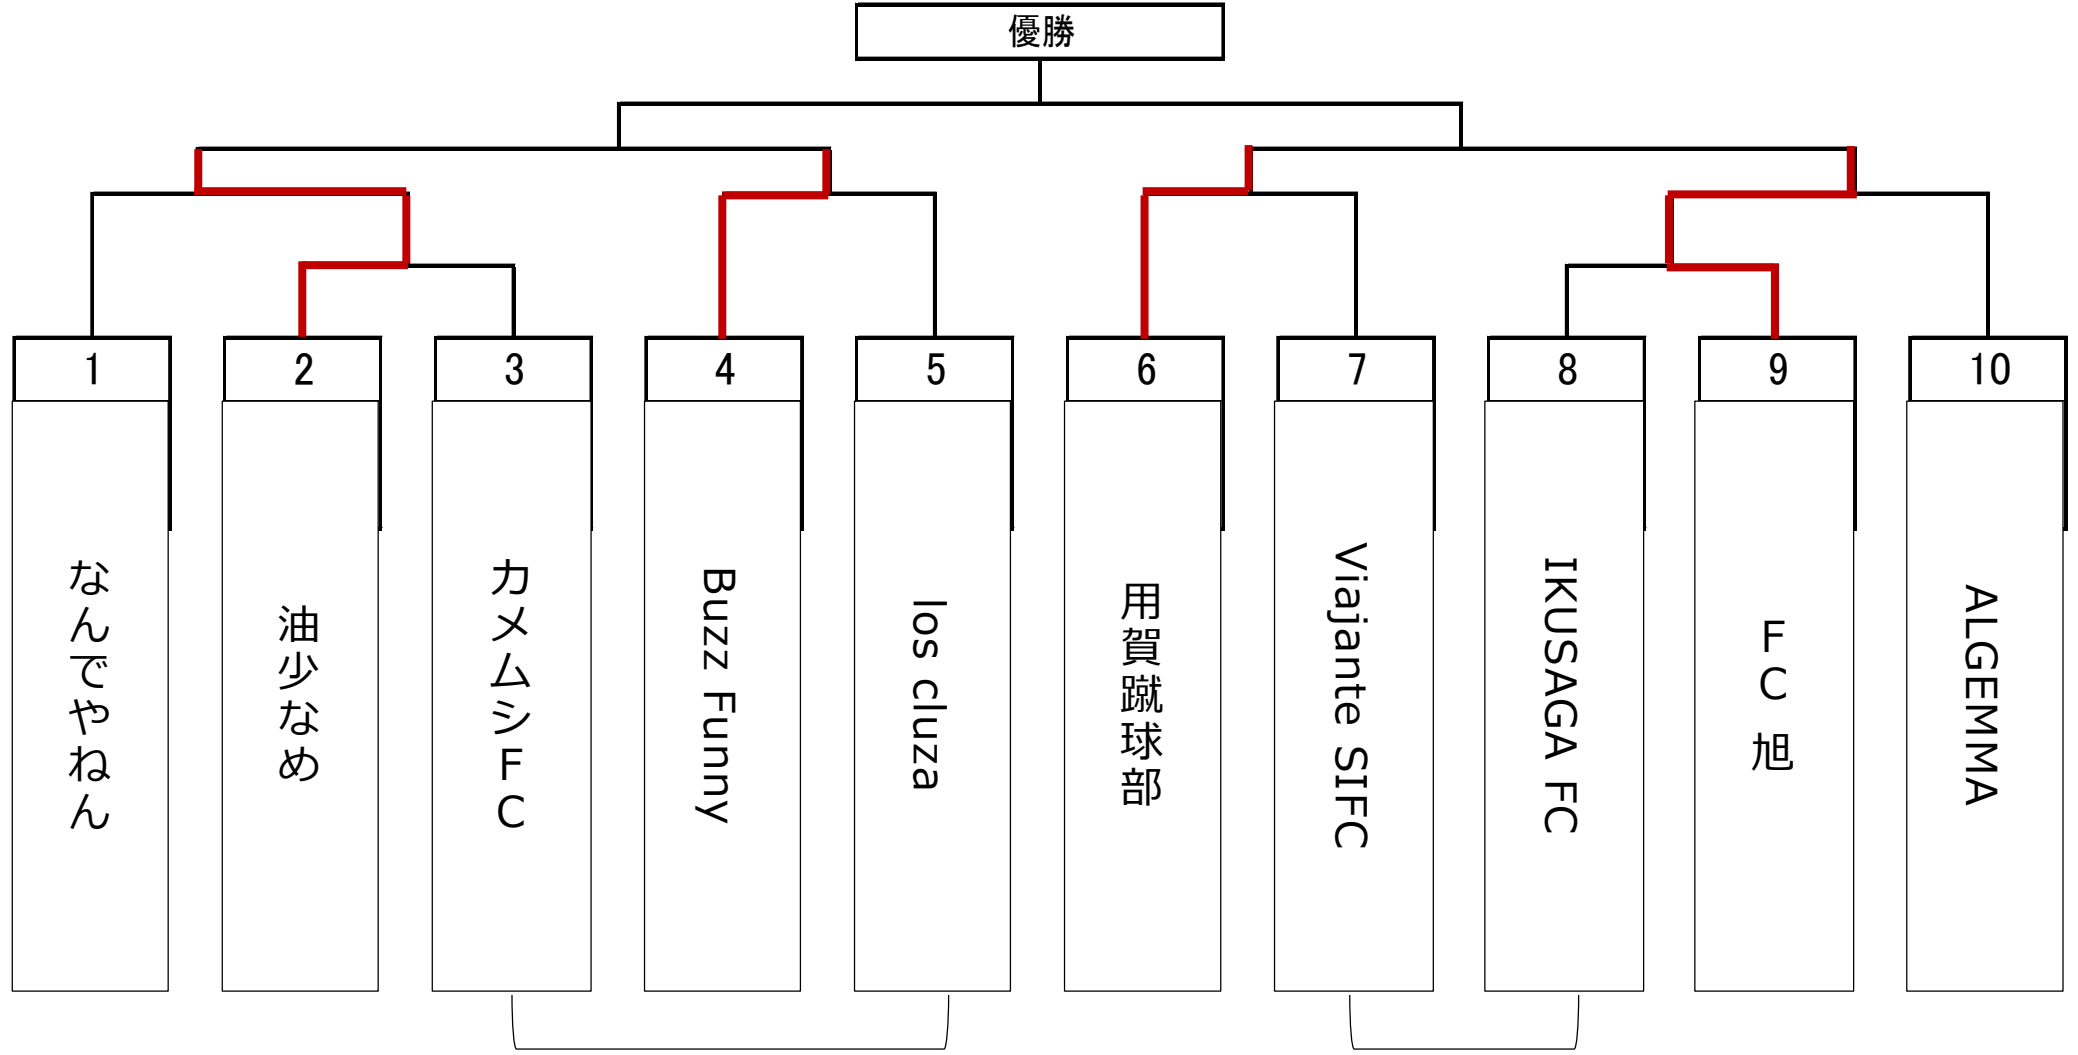 優勝
1
2
3
4
5
6
7
8
9
10
なんでやねん
油少なめ
カメムシＦＣ
Buzz Funny
los cluza
用賀蹴球部
Viajante SIFC
IKUSAGA FC
ＦＣ 旭
ALGEMMA